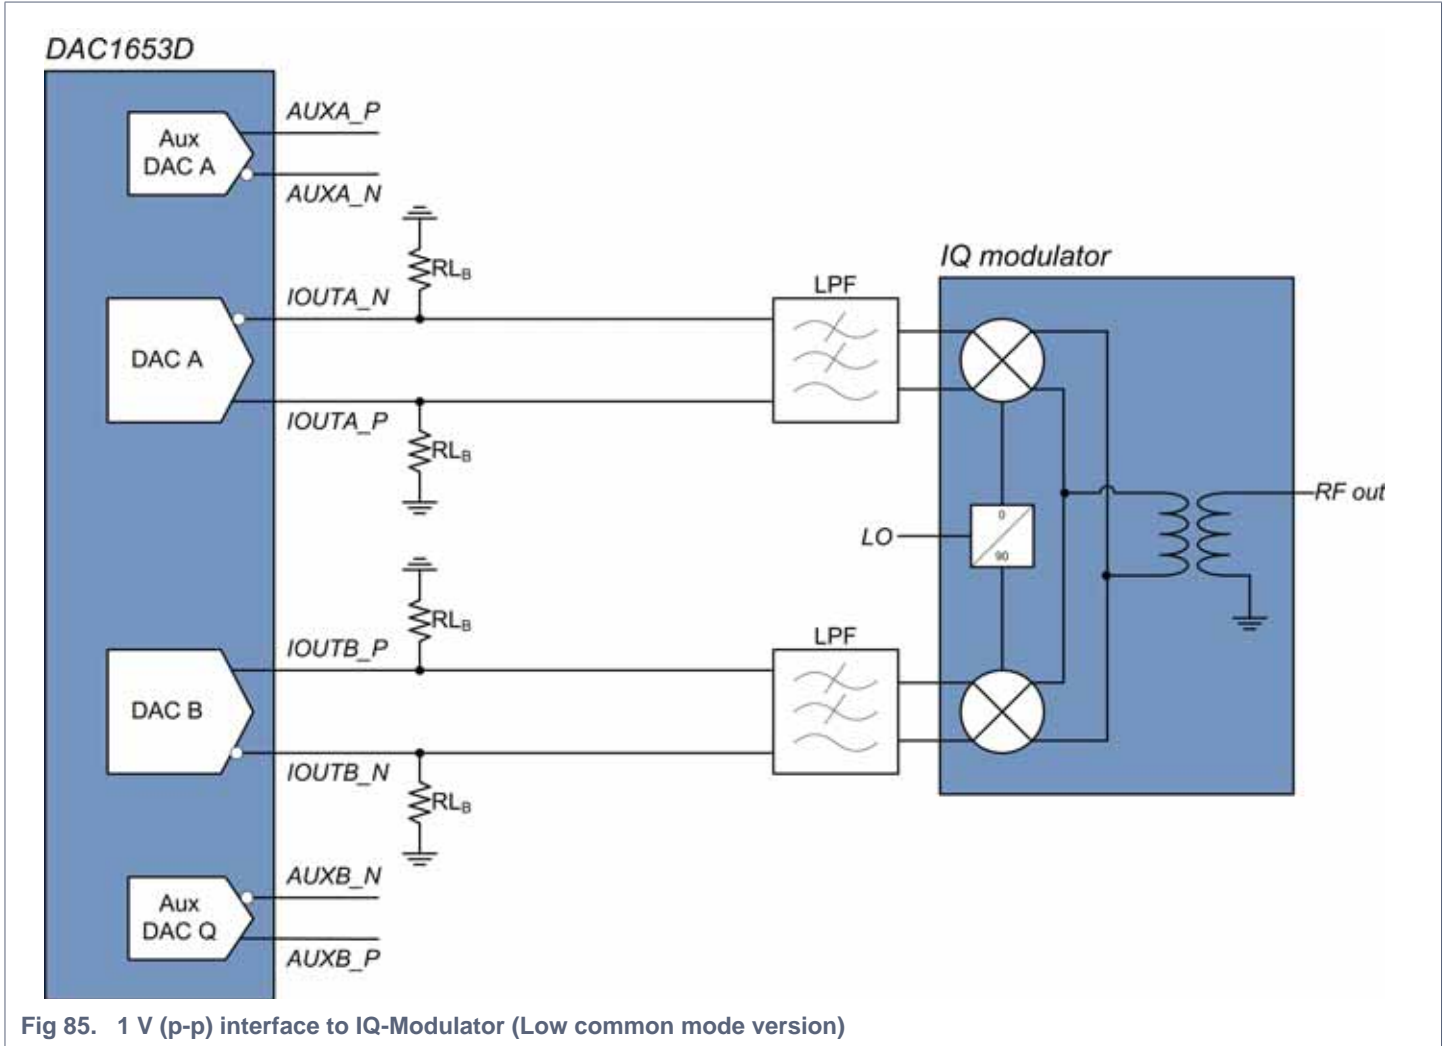 DAC1653D
Aux
DAC A
AUXA_P
AUXA_N
RLB
IOUTA_N
DAC A
IOUTA_P
RLB
LPF
IQ modulator
0
90
LO
RF out
RLB
IOUTB_P
DAC B
IOUTB_N
RLB
LPF
AUXB_N
Aux
DAC Q
AUXB_P
Fig 85. 1 V (p-p) interface to IQ-Modulator (Low common mode version)